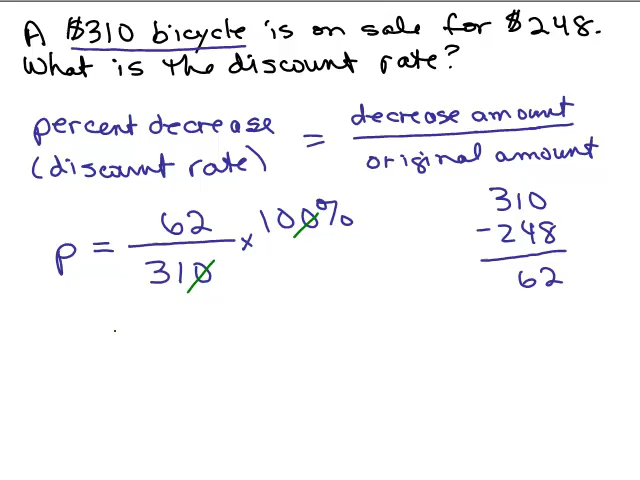 A $310 bicycle is on sale for $248.
What is the discount rate?
percent decrease (discount rate) = decrease amount / original amount
p = 62 / 310 × 100%
310
-248
62